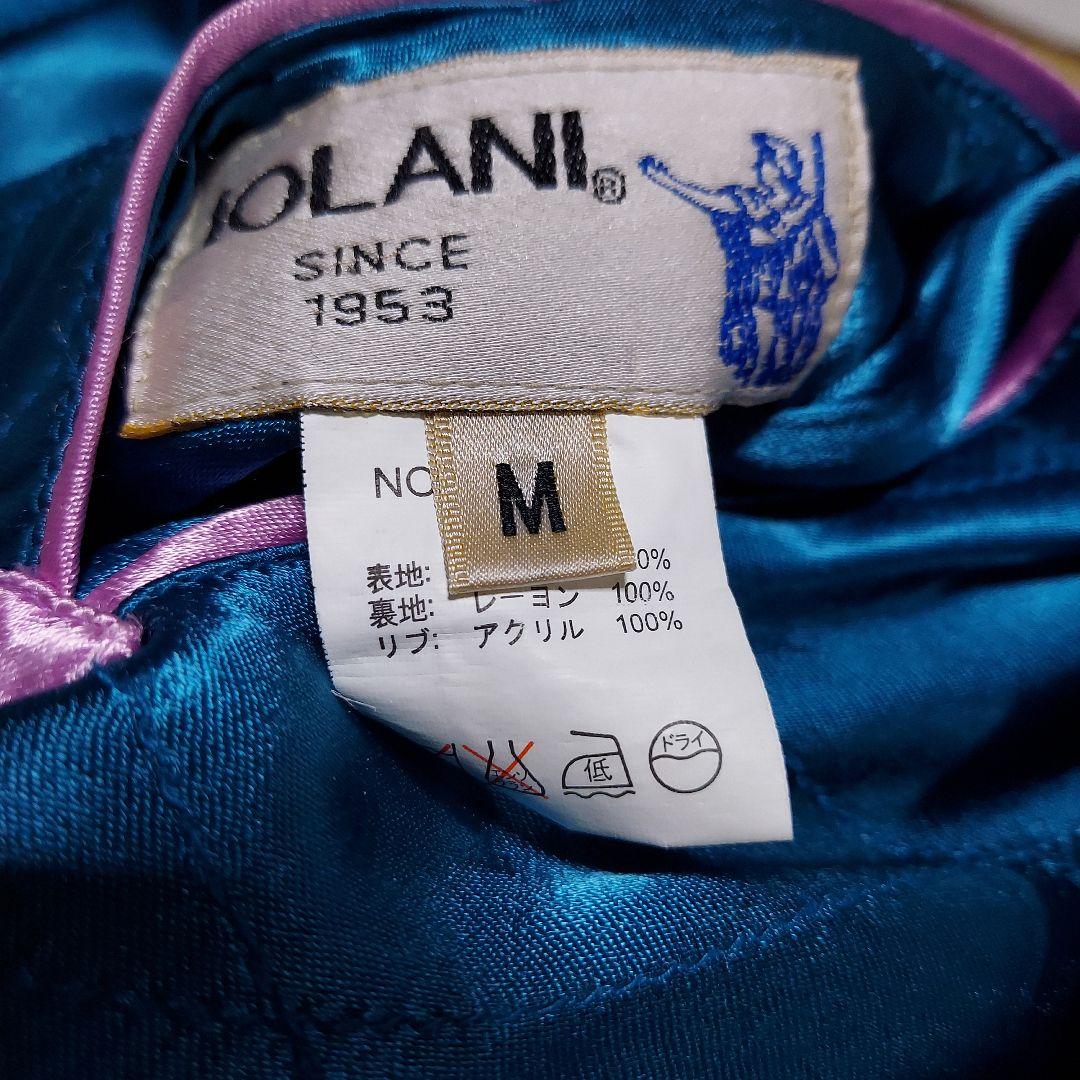 IOLANI®
SINCE
1953
M
NO
表地: 0%
裏地: レーヨン 100%
リブ: アクリル 100%
低
ドライ